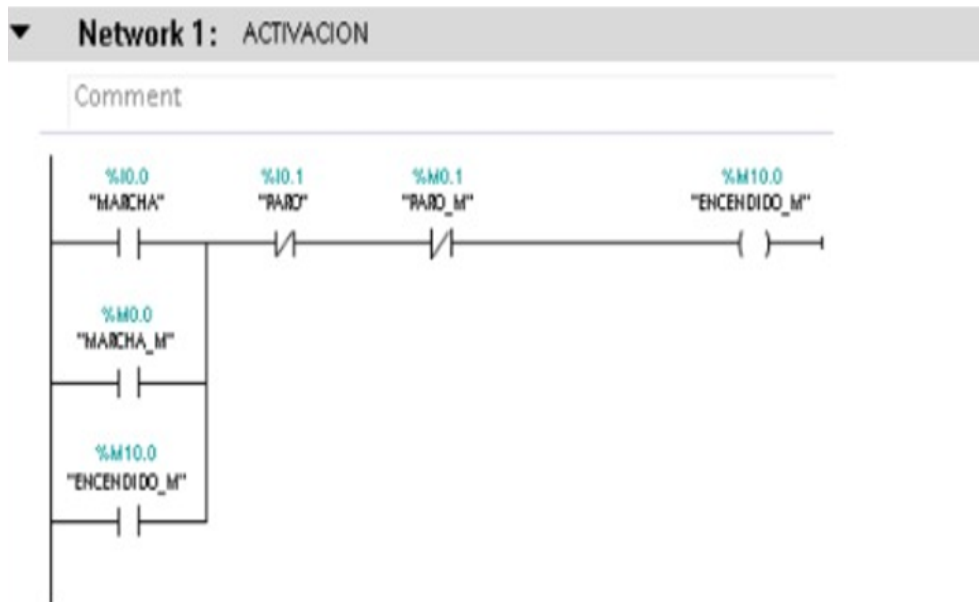 Network 1: ACTIVACION
Comment
%I0.0 %I0.1 %M0.1 %M10.0
"MARCHA" "PARO" "PARO_M" "ENCENDIDO_M"
%M0.0
"MARCHA_M"
%M10.0
"ENCENDIDO_M"